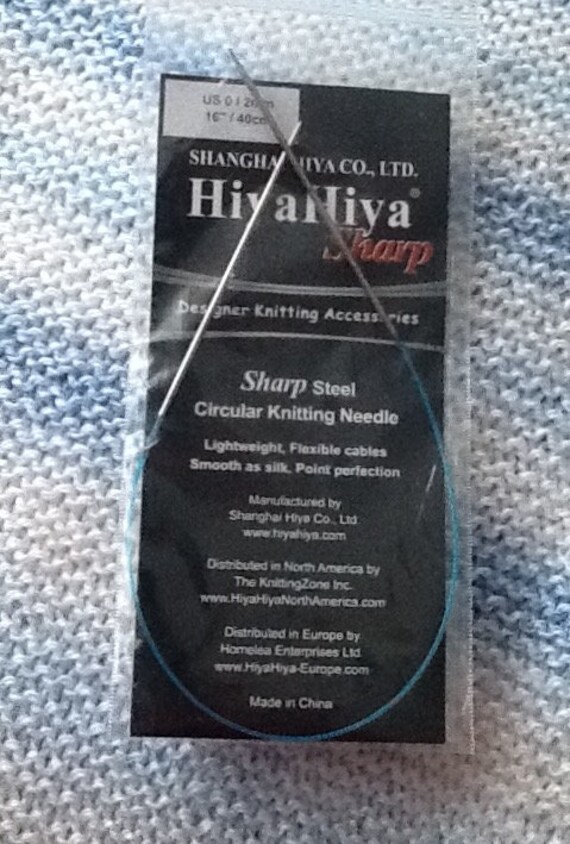 US 0 / 2mm
16" / 40cm
SHANGHAI HIYA CO., LTD.
HiyaHiya®
Sharp
Designer Knitting Accessories
Sharp Steel
Circular Knitting Needle
Lightweight, Flexible cables
Smooth as silk, Point perfection
Manufactured by
Shanghai Hiya Co., Ltd
www.hiyahiya.com
Distributed in North America by
The KnittingZone Inc.
www.HiyaHiyaNorthAmerica.com
Distributed in Europe by
Homelea Enterprises Ltd
www.HiyaHiya-Europe.com
Made in China